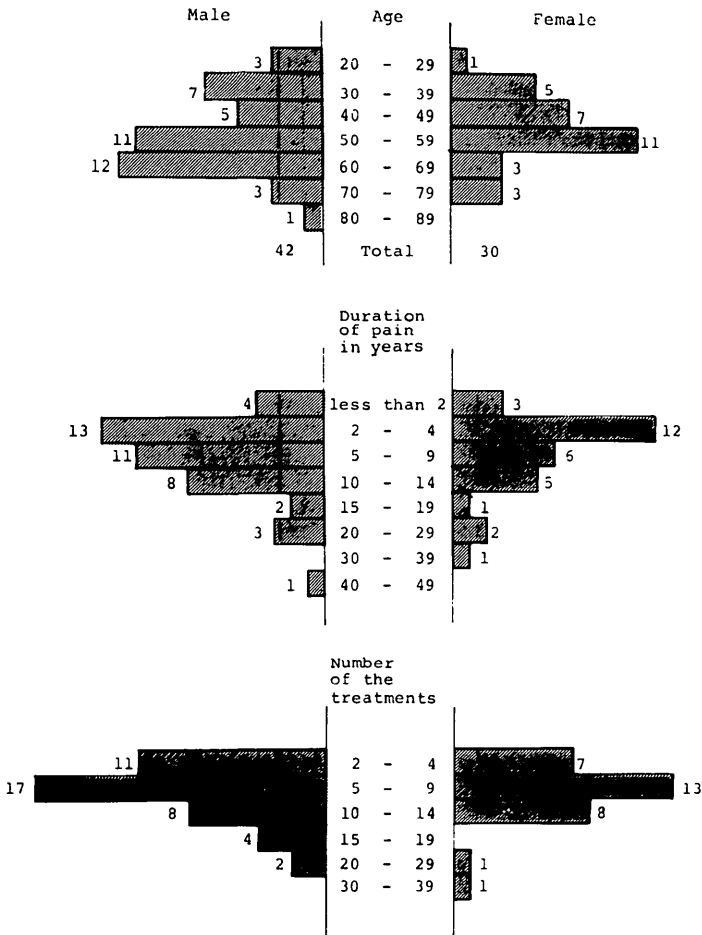 Male Age Female
3 20 - 29 1
7 30 - 39 5
5 40 - 49 7
11 50 - 59 11
12 60 - 69 3
3 70 - 79 3
1 80 - 89
42 Total 30
Duration
of pain
in years
4 less than 2 3
13 2 - 4 12
11 5 - 9 6
8 10 - 14 5
2 15 - 19 1
3 20 - 29 2
30 - 39 1
1 40 - 49
Number
of the
treatments
11 2 - 4 7
17 5 - 9 13
8 10 - 14 8
4 15 - 19
2 20 - 29 1
30 - 39 1